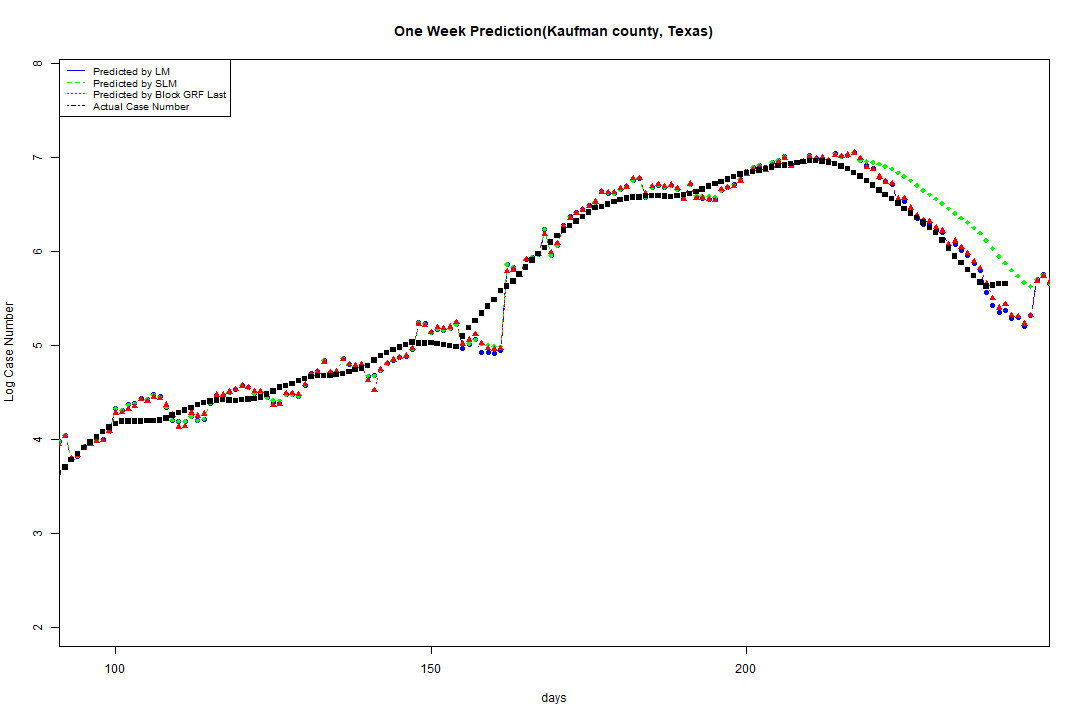 One Week Prediction(Kaufman county, Texas)
Predicted by LM
Predicted by SLM
Predicted by Block GRF Last
Actual Case Number
8
7
6
5
4
3
2
Log Case Number
100
150
200
days